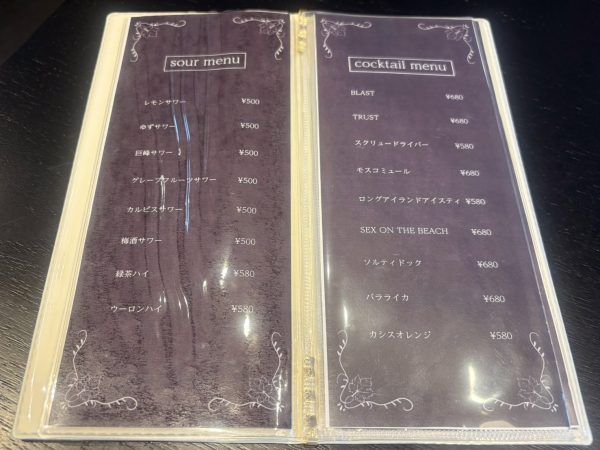 sour menu
レモンサワー ¥500
ゆずサワー ¥500
巨峰サワー ¥500
グレープフルーツサワー ¥500
カルピスサワー ¥500
梅酒サワー ¥500
緑茶ハイ ¥580
ウーロンハイ ¥580
cocktail menu
BLAST ¥680
TRUST ¥680
スクリュードライバー ¥580
モスコミュール ¥580
ロングアイランドアイスティ ¥580
SEX ON THE BEACH ¥680
ソルティドック ¥680
バラライカ ¥680
カシスオレンジ ¥580